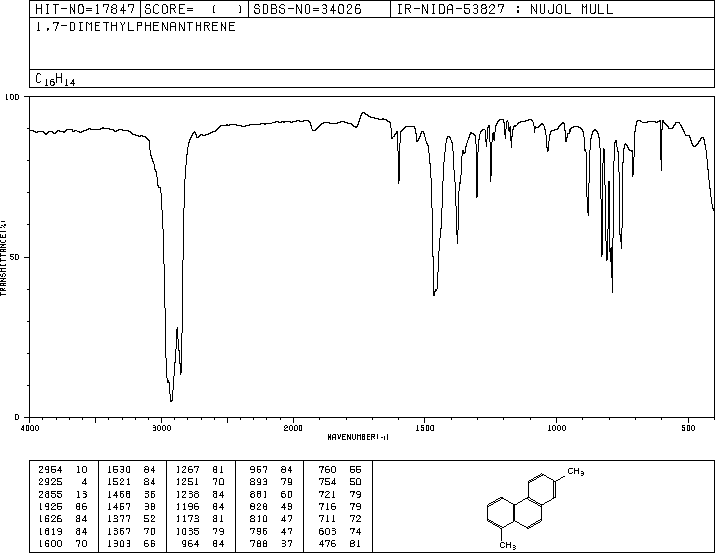 HIT-NO=17847 SCORE= ( ) SDBS-NO=34026 IR-NIDA-53827 : NUJOL MULL
1,7-DIMETHYLPHENANTHRENE
C16H14
100
50
0
TRANSMITTANCE(%)
4000 3000 2000 1500 1000 500
WAVENUMBER(-1)
2954 10 1530 84 1267 81 967 84 760 66
2925 4 1521 84 1251 70 893 79 754 50
2855 13 1468 36 1238 84 881 60 721 79
1925 86 1457 38 1196 84 828 49 716 79
1626 84 1377 52 1173 81 810 47 711 72
1619 84 1367 70 1035 79 796 47 603 74
1600 70 1303 66 964 84 788 37 476 81
CH3
CH3